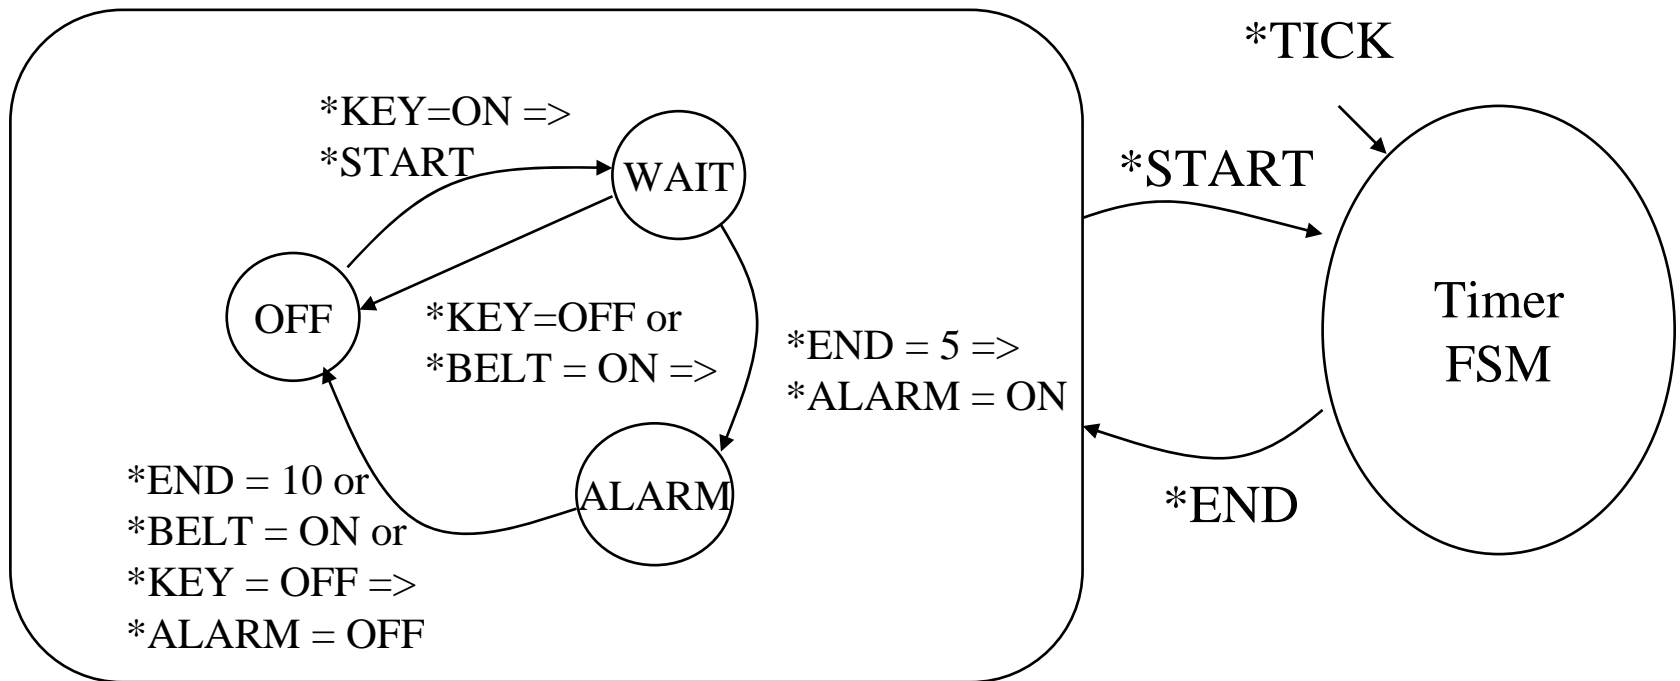 *TICK
*KEY=ON =>
*START
WAIT
*START
OFF
*KEY=OFF or
*BELT = ON =>
*END = 5 =>
*ALARM = ON
Timer
FSM
*END = 10 or
*BELT = ON or
*KEY = OFF =>
*ALARM = OFF
ALARM
*END